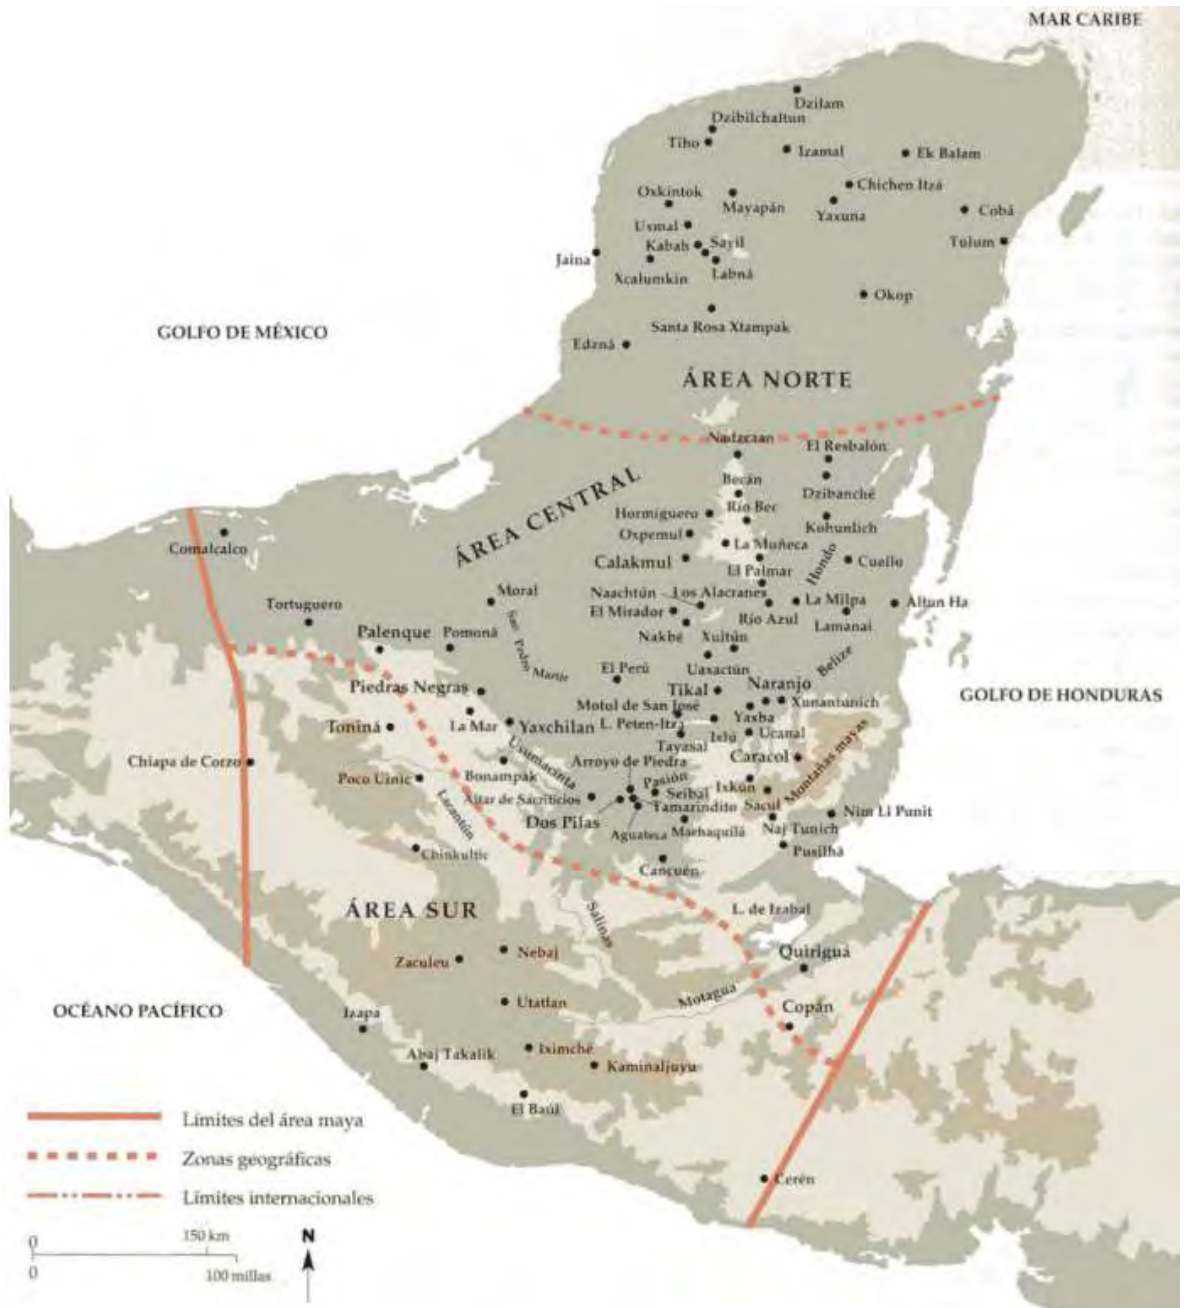 MAR CARIBE
Dzilam
Dzibilchaltun
Tiho
Izamal
Ek Balam
Chichen Itzá
Oxkintok
Mayapán
Yaxuna
Cobá
Uxmal
Kabah
Sayil
Tulum
Jaina
Xcalumkin
Labná
Okop
Santa Rosa Xtampak
GOLFO DE MÉXICO
Edzná
ÁREA NORTE
Nadzcaan
El Resbalón
Becán
Dzibanché
ÁREA CENTRAL
Hormiguero
Río Bec
Kohunlich
Oxpemul
Comalcalco
La Muñeca
Hondo
Calakmul
El Palmar
Cuello
Moral
Naachtún
Los Alacranes
La Milpa
Altun Ha
Tortuguero
El Mirador
Río Azul
Lamanai
Palenque
Pomoná
San Pedro Martir
Nakbé
Xultún
Uaxactún
Belize
El Perú
Piedras Negras
Tikal
Naranjo
GOLFO DE HONDURAS
Motul de San José
Xunantunich
Toniná
La Mar
Yaxchilan
L. Peten-Itza
Yaxha
Ixlú
Ucanal
Tayasal
Chiapa de Corzo
Usumacinta
Arroyo de Piedra
Caracol
Montañas mayas
Poco Uinic
Bonampak
Pasión
Seibal
Ixkun
Altar de Sacrificios
Tamarindito
Sacul
Nim Li Punit
Lacantún
Dos Pilas
Aguateca
Machaquilá
Naj Tunich
Chinkultic
Pusilhá
Cancuén
ÁREA SUR
Salinas
L. de Izabal
Nebaj
Zaculeu
Quiriguá
Motagua
OCÉANO PACÍFICO
Utatlan
Copán
Izapa
Iximché
Abaj Takalik
Kaminaljuyu
El Baúl
Límites del área maya
Zonas geográficas
Cerén
Límites internacionales
0
150 km
N
0
100 millas